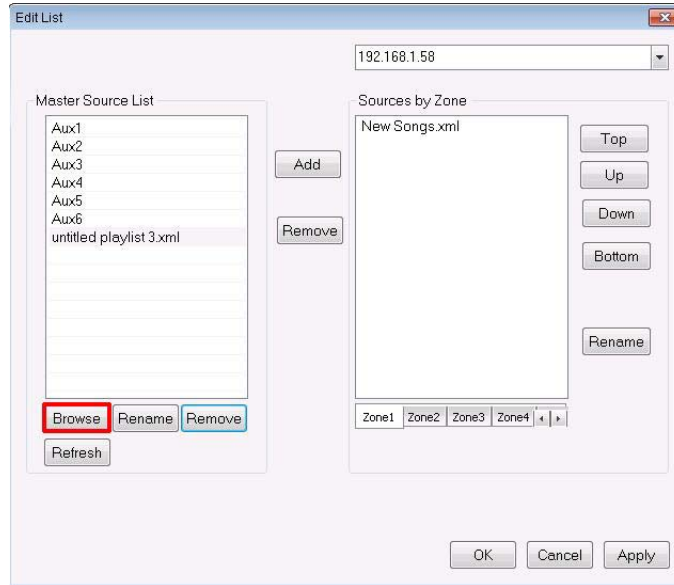 Edit List
192.168.1.58
Master Source List
Aux1
Aux2
Aux3
Aux4
Aux5
Aux6
untitled playlist 3.xml
Browse Rename Remove
Refresh
Add
Remove
Sources by Zone
New Songs.xml
Zone1 Zone2 Zone3 Zone4
Top
Up
Down
Bottom
Rename
OK Cancel Apply